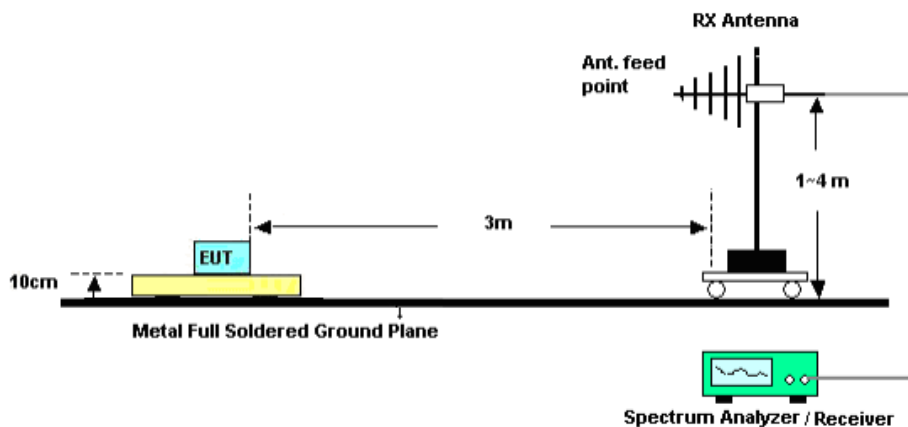 RX Antenna
Ant. feed
point
1~4 m
3m
EUT
10cm
Metal Full Soldered Ground Plane
Spectrum Analyzer / Receiver